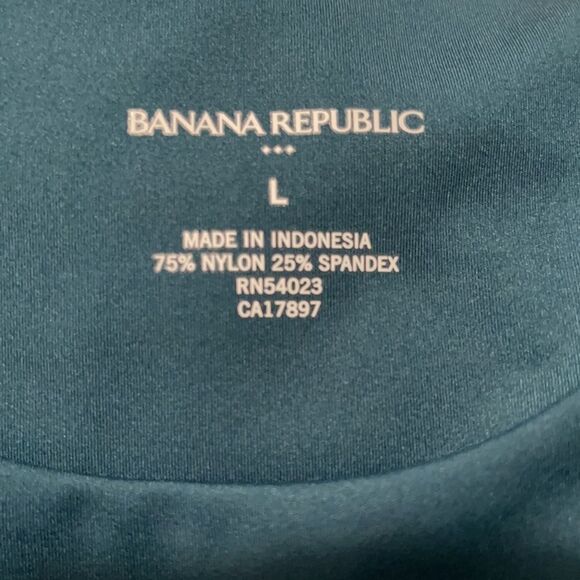 BANANA REPUBLIC
L
MADE IN INDONESIA
75% NYLON 25% SPANDEX
RN54023
CA17897